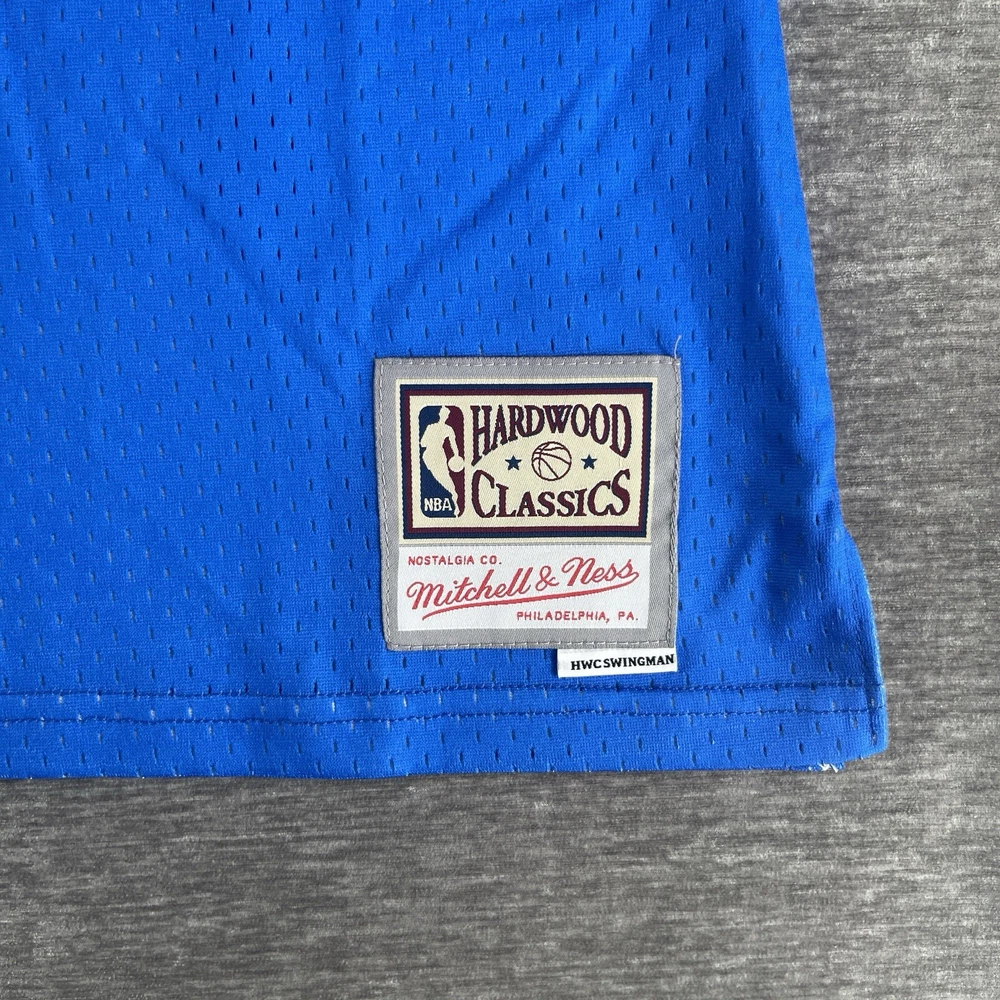 HARDWOOD
CLASSICS
NBA
NOSTALGIA CO.
Mitchell & Ness
PHILADELPHIA, PA.
HWCSWINGMAN